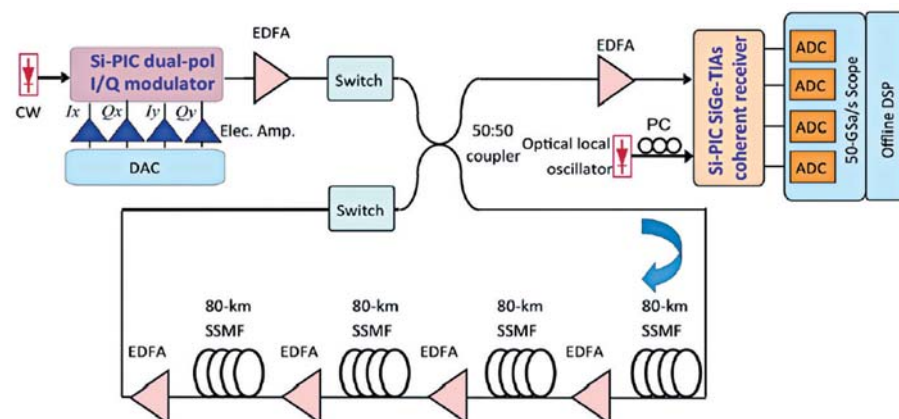 EDFA
EDFA
Si-PIC dual-pol
I/Q modulator
Switch
CW
Ix
Qx
Iy
Qy
Elec. Amp.
DAC
50:50
coupler
Switch
Optical local
oscillator
PC
Si-PIC SiGe-TIAs
coherent receiver
ADC
ADC
ADC
ADC
50-GSa/s Scope
Offline DSP
80-km
SSMF
80-km
SSMF
80-km
SSMF
80-km
SSMF
EDFA
EDFA
EDFA
EDFA